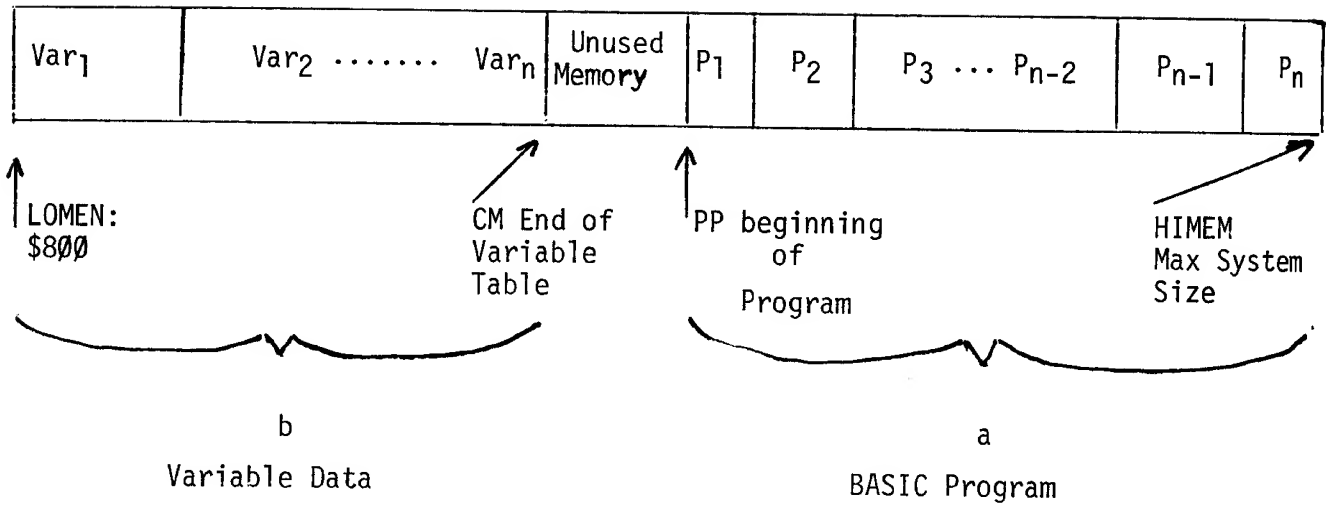 Var1
Var2 ....... Varn
Unused
Memory
P1
P2
P3 ... Pn-2
Pn-1
Pn
LOMEN:
$8ØØ
CM End of
Variable
Table
PP beginning
of
Program
HIMEM
Max System
Size
b
Variable Data
a
BASIC Program